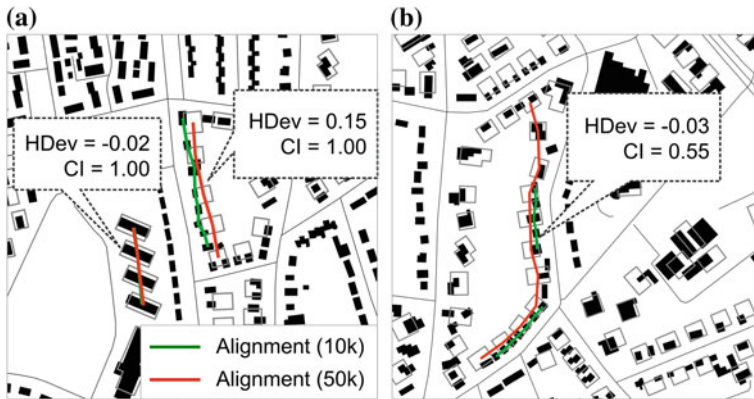 (a)
(b)
HDev = -0.02
CI = 1.00
HDev = 0.15
CI = 1.00
HDev = -0.03
CI = 0.55
Alignment (10k)
Alignment (50k)